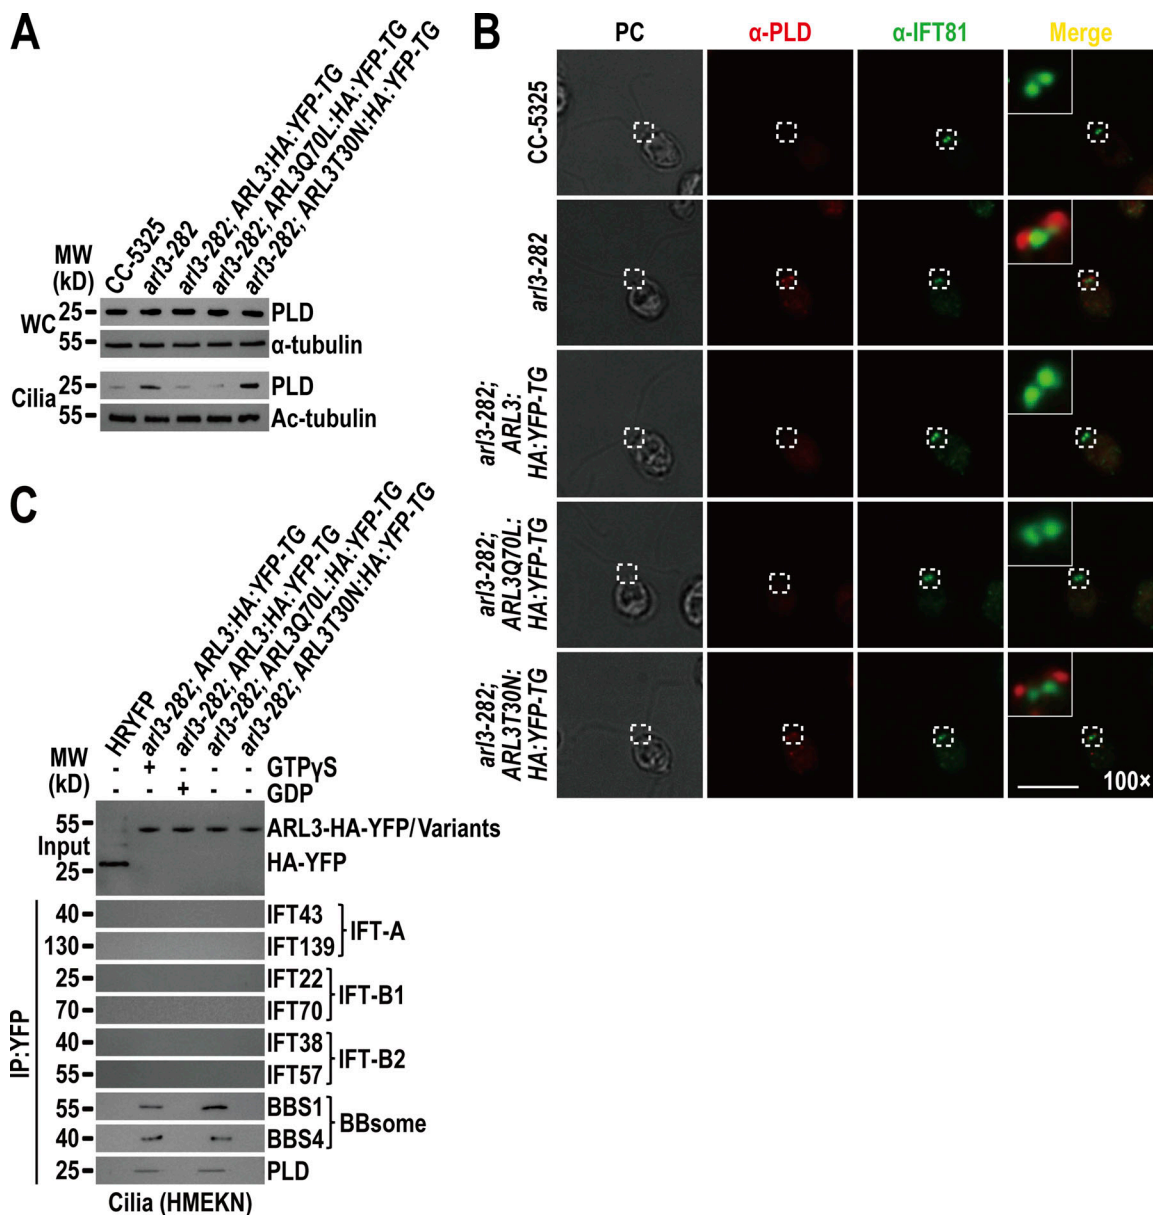 A
CC-5325
arl3-282
arl3-282; ARL3:HA:YFP-TG
arl3-282; ARL3Q70L:HA:YFP-TG
arl3-282; ARL3T30N:HA:YFP-TG
MW
(kD)
WC
25
PLD
55
α-tubulin
Cilia
25
PLD
55
Ac-tubulin
B
PC
α-PLD
α-IFT81
Merge
CC-5325
arl3-282
arl3-282;
ARL3:
HA:YFP-TG
arl3-282;
ARL3Q70L:
HA:YFP-TG
arl3-282;
ARL3T30N:
HA:YFP-TG
100×
C
HRYFP
arl3-282; ARL3:HA:YFP-TG
arl3-282; ARL3:HA:YFP-TG
arl3-282; ARL3Q70L:HA:YFP-TG
arl3-282; ARL3T30N:HA:YFP-TG
MW
(kD)
- + - - - GTPγS
- - + - - GDP
Input
55
ARL3-HA-YFP/Variants
HA-YFP
25
IP:YFP
40
IFT43
130
IFT139
IFT-A
25
IFT22
70
IFT70
IFT-B1
40
IFT38
55
IFT57
IFT-B2
55
BBS1
40
BBS4
BBsome
25
PLD
Cilia (HMEKN)